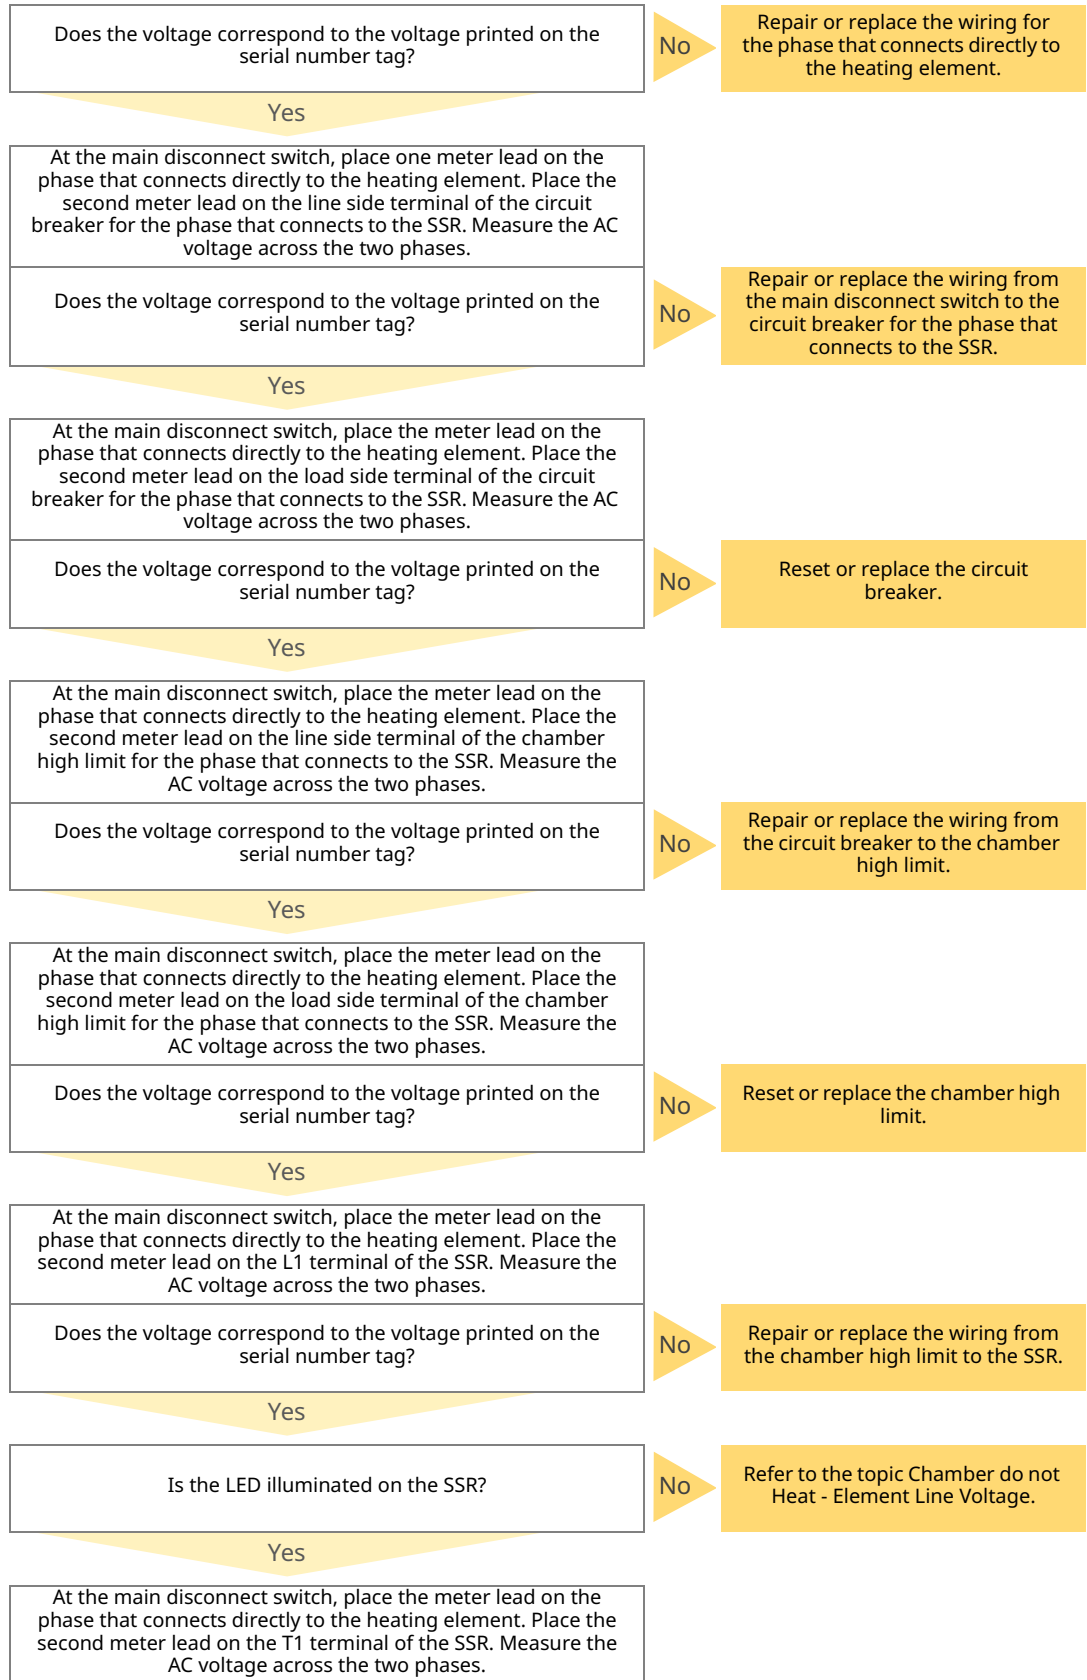 Does the voltage correspond to the voltage printed on the
serial number tag?
No
Repair or replace the wiring for
the phase that connects directly to
the heating element.
Yes
At the main disconnect switch, place one meter lead on the
phase that connects directly to the heating element. Place the
second meter lead on the line side terminal of the circuit
breaker for the phase that connects to the SSR. Measure the AC
voltage across the two phases.
Does the voltage correspond to the voltage printed on the
serial number tag?
No
Repair or replace the wiring from
the main disconnect switch to the
circuit breaker for the phase that
connects to the SSR.
Yes
At the main disconnect switch, place the meter lead on the
phase that connects directly to the heating element. Place the
second meter lead on the load side terminal of the circuit
breaker for the phase that connects to the SSR. Measure the AC
voltage across the two phases.
Does the voltage correspond to the voltage printed on the
serial number tag?
No
Reset or replace the circuit
breaker.
Yes
At the main disconnect switch, place the meter lead on the
phase that connects directly to the heating element. Place the
second meter lead on the line side terminal of the chamber
high limit for the phase that connects to the SSR. Measure the
AC voltage across the two phases.
Does the voltage correspond to the voltage printed on the
serial number tag?
No
Repair or replace the wiring from
the circuit breaker to the chamber
high limit.
Yes
At the main disconnect switch, place the meter lead on the
phase that connects directly to the heating element. Place the
second meter lead on the load side terminal of the chamber
high limit for the phase that connects to the SSR. Measure the
AC voltage across the two phases.
Does the voltage correspond to the voltage printed on the
serial number tag?
No
Reset or replace the chamber high
limit.
Yes
At the main disconnect switch, place the meter lead on the
phase that connects directly to the heating element. Place the
second meter lead on the L1 terminal of the SSR. Measure the
AC voltage across the two phases.
Does the voltage correspond to the voltage printed on the
serial number tag?
No
Repair or replace the wiring from
the chamber high limit to the SSR.
Yes
Is the LED illuminated on the SSR?
No
Refer to the topic Chamber do not
Heat - Element Line Voltage.
Yes
At the main disconnect switch, place the meter lead on the
phase that connects directly to the heating element. Place the
second meter lead on the T1 terminal of the SSR. Measure the
AC voltage across the two phases.